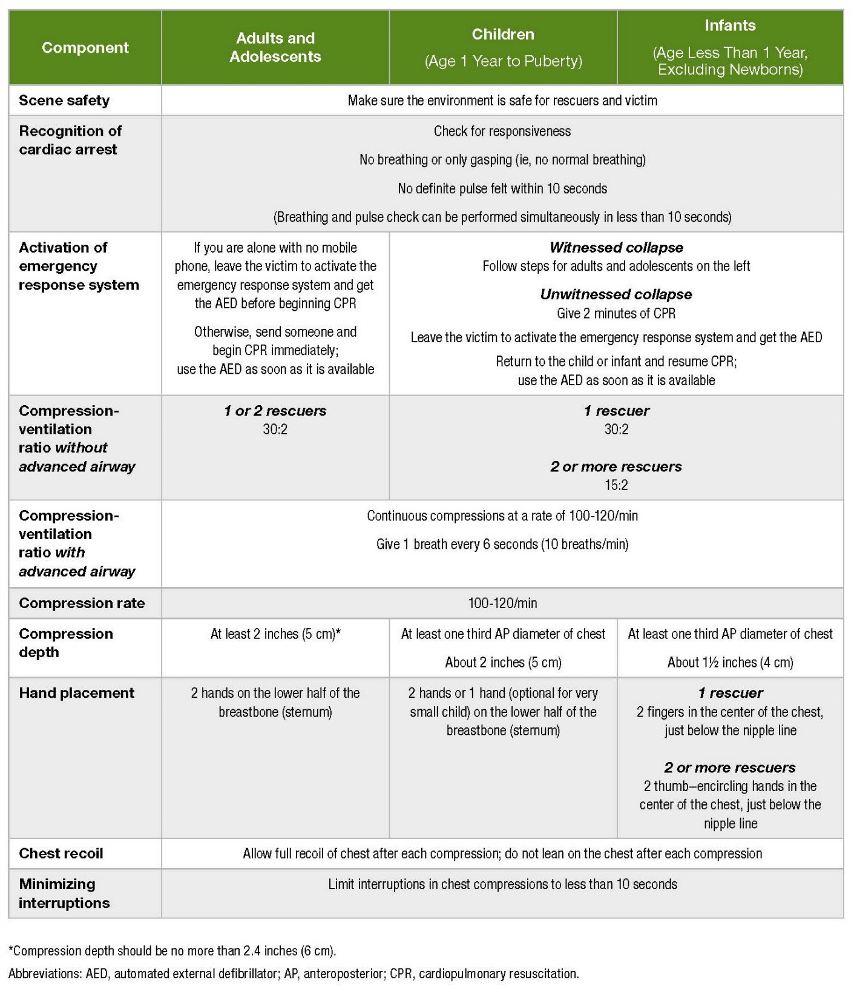 Component
Adults and
Adolescents
Children
(Age 1 Year to Puberty)
Infants
(Age Less Than 1 Year,
Excluding Newborns)
Scene safety
Make sure the environment is safe for rescuers and victim
Recognition of
cardiac arrest
Check for responsiveness
No breathing or only gasping (ie, no normal breathing)
No definite pulse felt within 10 seconds
(Breathing and pulse check can be performed simultaneously in less than 10 seconds)
Activation of
emergency
response system
If you are alone with no mobile
phone, leave the victim to activate the
emergency response system and get
the AED before beginning CPR
Otherwise, send someone and
begin CPR immediately;
use the AED as soon as it is available
Witnessed collapse
Follow steps for adults and adolescents on the left
Unwitnessed collapse
Give 2 minutes of CPR
Leave the victim to activate the emergency response system and get the AED
Return to the child or infant and resume CPR;
use the AED as soon as it is available
Compression-
ventilation
ratio without
advanced airway
1 or 2 rescuers
30:2
1 rescuer
30:2
2 or more rescuers
15:2
Compression-
ventilation
ratio with
advanced airway
Continuous compressions at a rate of 100-120/min
Give 1 breath every 6 seconds (10 breaths/min)
Compression rate
100-120/min
Compression
depth
At least 2 inches (5 cm)*
At least one third AP diameter of chest
About 2 inches (5 cm)
At least one third AP diameter of chest
About 1½ inches (4 cm)
Hand placement
2 hands on the lower half of the
breastbone (sternum)
2 hands or 1 hand (optional for very
small child) on the lower half of the
breastbone (sternum)
1 rescuer
2 fingers in the center of the chest,
just below the nipple line
2 or more rescuers
2 thumb–encircling hands in the
center of the chest, just below the
nipple line
Chest recoil
Allow full recoil of chest after each compression; do not lean on the chest after each compression
Minimizing
interruptions
Limit interruptions in chest compressions to less than 10 seconds
*Compression depth should be no more than 2.4 inches (6 cm).
Abbreviations: AED, automated external defibrillator; AP, anteroposterior; CPR, cardiopulmonary resuscitation.